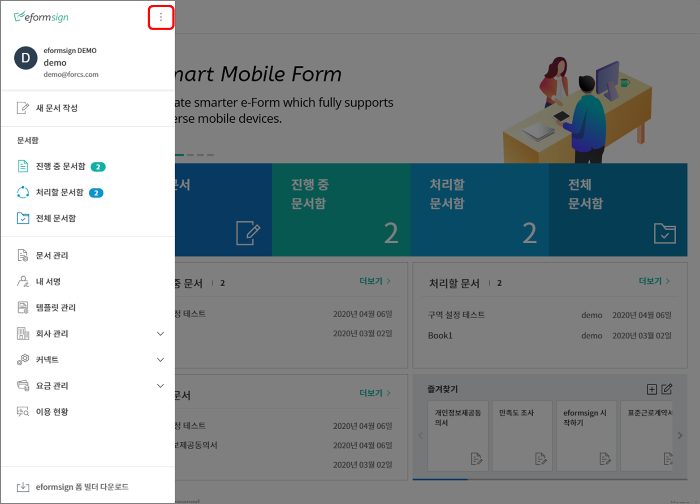 eformsign
D
eformsign DEMO
demo
demo@forcs.com
새 문서 작성
문서함
진행 중 문서함 2
처리할 문서함 2
전체 문서함
문서 관리
내 서명
템플릿 관리
회사 관리
커넥트
요금 관리
이용 현황
eformsign 폼 빌더 다운로드
mart Mobile Form
ate smarter e-Form which fully supports
erse mobile devices.
문서
진행 중
문서함
2
처리할
문서함
2
전체
문서함
중 문서 2
더보기
정 테스트 2020년 04월 06일
2020년 03월 02일
처리할 문서 2
더보기
구역 설정 테스트 demo 2020년 04월 06일
Book1 demo 2020년 03월 02일
문서
더보기
정 테스트 2020년 04월 06일
보제공동의서 2020년 04월 06일
2020년 03월 02일
즐겨찾기
개인정보제공동
의서
만족도 조사
eformsign 시
작하기
표준근로계약서